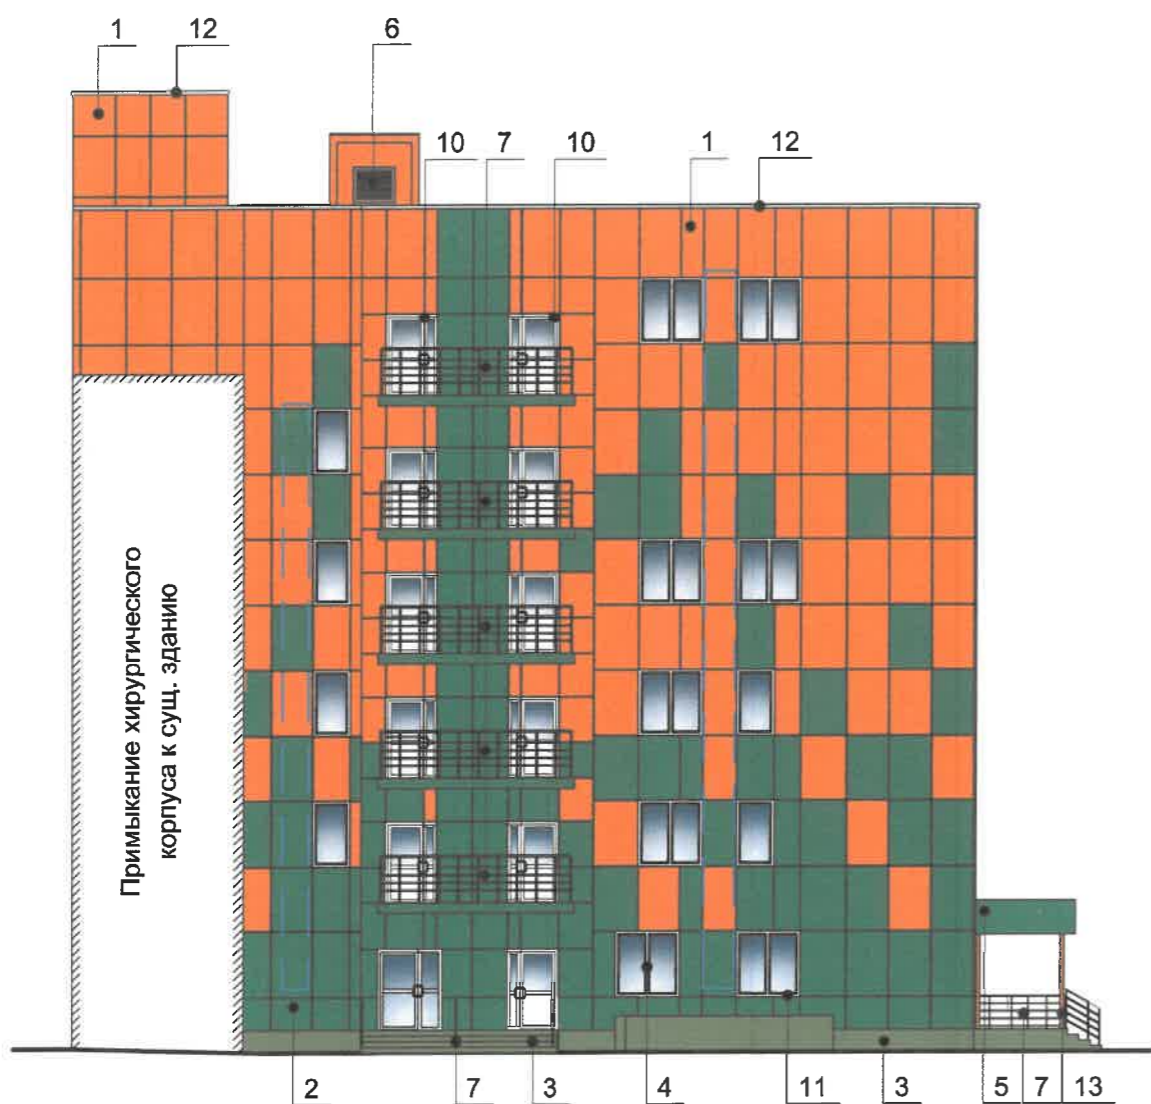 1 12 6
10 7 10 1 12
Примыкание хирургического
корпуса к сущ. зданию
2 7 3 4 11 3 5 7 13